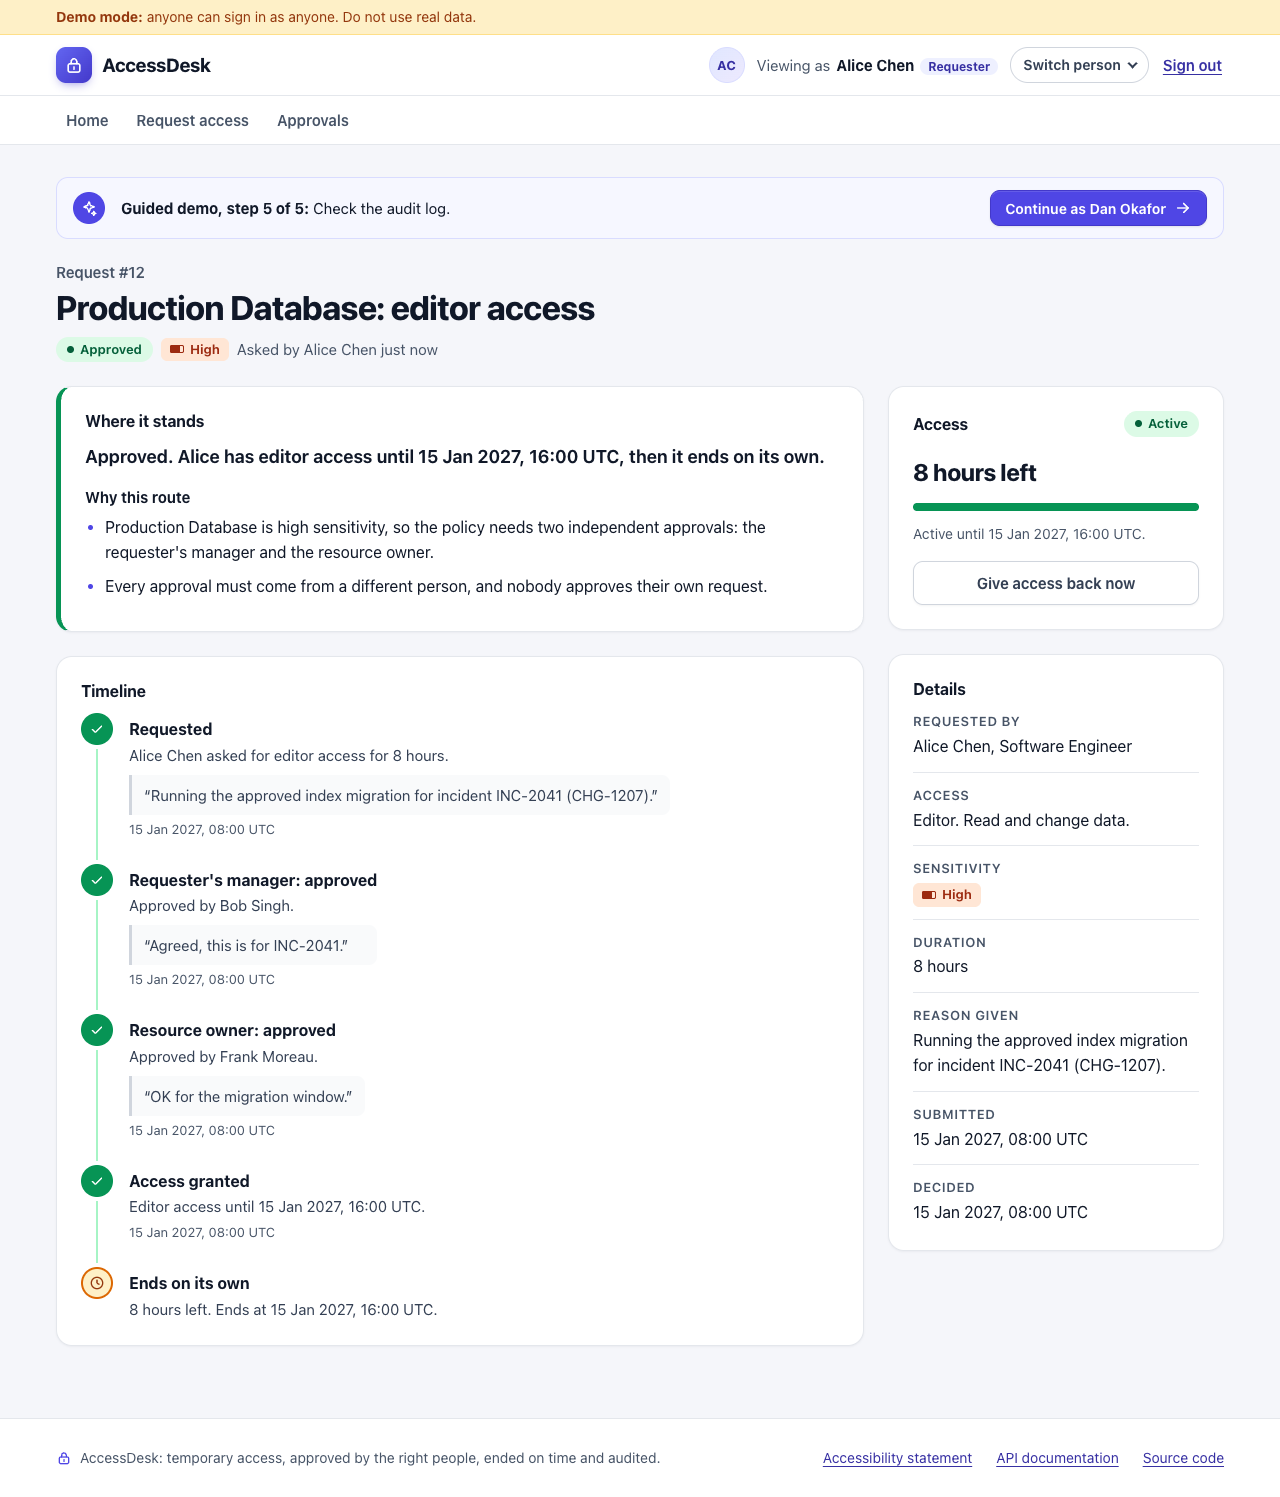 Demo mode: anyone can sign in as anyone. Do not use real data.
AccessDesk
AC Viewing as Alice Chen Requester Switch person Sign out
Home Request access Approvals
Guided demo, step 5 of 5: Check the audit log.
Continue as Dan Okafor
Request #12
Production Database: editor access
Approved High Asked by Alice Chen just now
Where it stands
Approved. Alice has editor access until 15 Jan 2027, 16:00 UTC, then it ends on its own.
Why this route
Production Database is high sensitivity, so the policy needs two independent approvals: the
requester's manager and the resource owner.
Every approval must come from a different person, and nobody approves their own request.
Access Active
8 hours left
Active until 15 Jan 2027, 16:00 UTC.
Give access back now
Timeline
Requested
Alice Chen asked for editor access for 8 hours.
“Running the approved index migration for incident INC-2041 (CHG-1207).”
15 Jan 2027, 08:00 UTC
Requester's manager: approved
Approved by Bob Singh.
“Agreed, this is for INC-2041.”
15 Jan 2027, 08:00 UTC
Resource owner: approved
Approved by Frank Moreau.
“OK for the migration window.”
15 Jan 2027, 08:00 UTC
Access granted
Editor access until 15 Jan 2027, 16:00 UTC.
15 Jan 2027, 08:00 UTC
Ends on its own
8 hours left. Ends at 15 Jan 2027, 16:00 UTC.
Details
REQUESTED BY
Alice Chen, Software Engineer
ACCESS
Editor. Read and change data.
SENSITIVITY
High
DURATION
8 hours
REASON GIVEN
Running the approved index migration
for incident INC-2041 (CHG-1207).
SUBMITTED
15 Jan 2027, 08:00 UTC
DECIDED
15 Jan 2027, 08:00 UTC
AccessDesk: temporary access, approved by the right people, ended on time and audited.
Accessibility statement API documentation Source code